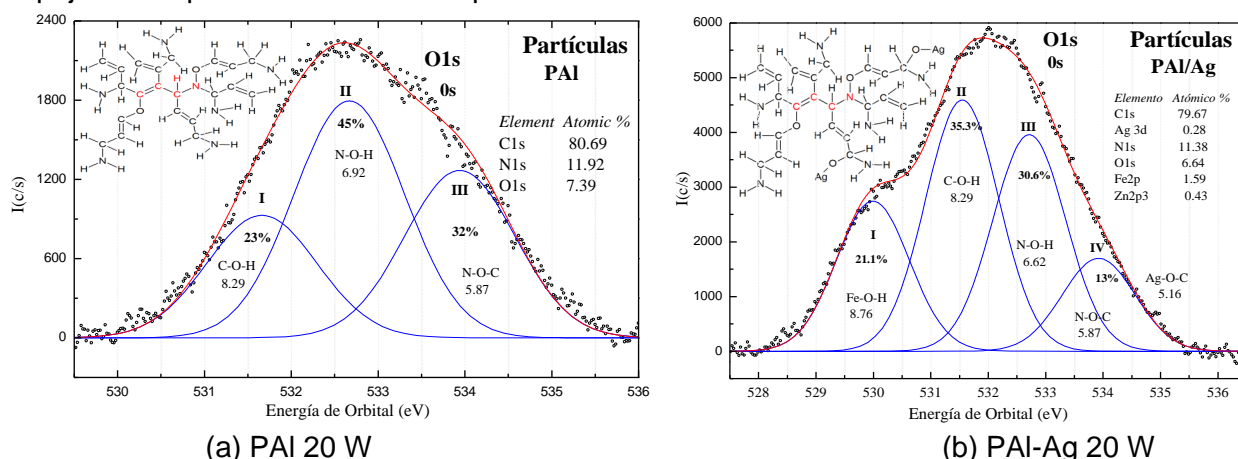 2400
1800
1200
600
0
I(c/s)
530
531
532
533
534
535
536
Energía de Orbital (eV)
O1s
0s
Partículas
PAl
Element Atomic %
C1s 80.69
N1s 11.92
O1s 7.39
I
23%
C-O-H
8.29
II
45%
N-O-H
6.92
III
32%
N-O-C
5.87
(a) PAl 20 W
6000
5000
4000
3000
2000
1000
0
I(c/s)
528
529
530
531
532
533
534
535
536
Energía de Orbital (eV)
O1s
0s
Partículas
PAl/Ag
Elemento Atómico %
C1s 79.67
Ag 3d 0.28
N1s 11.38
O1s 6.64
Fe2p 1.59
Zn2p3 0.43
I
21.1%
Fe-O-H
8.76
II
35.3%
C-O-H
8.29
III
30.6%
N-O-H
6.62
IV
13%
N-O-C
5.87
Ag-O-C
5.16
(b) PAl-Ag 20 W